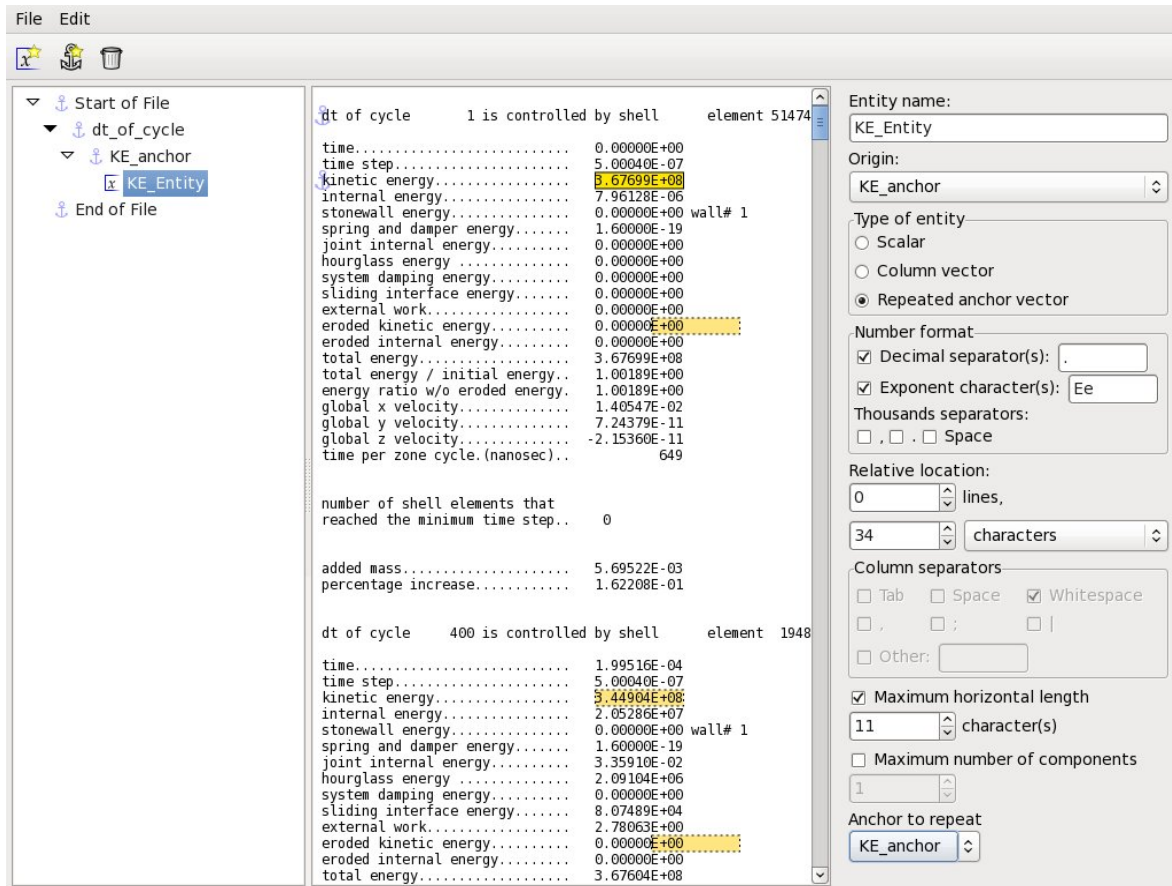 File Edit
Start of File
dt_of_cycle
KE_anchor
x KE_Entity
End of File
dt of cycle 1 is controlled by shell element 51474
time........................... 0.00000E+00
time step...................... 5.00040E-07
kinetic energy................. 3.67699E+08
internal energy................ 7.96128E-06
stonewall energy............... 0.00000E+00 wall# 1
spring and damper energy....... 1.60000E-19
joint internal energy.......... 0.00000E+00
hourglass energy .............. 0.00000E+00
system damping energy.......... 0.00000E+00
sliding interface energy....... 0.00000E+00
external work.................. 0.00000E+00
eroded kinetic energy.......... 0.00000E+00
eroded internal energy......... 0.00000E+00
total energy................... 3.67699E+08
total energy / initial energy.. 1.00189E+00
energy ratio w/o eroded energy. 1.00189E+00
global x velocity.............. 1.40547E-02
global y velocity.............. 7.24379E-11
global z velocity.............. -2.15360E-11
time per zone cycle.(nanosec).. 649
number of shell elements that
reached the minimum time step.. 0
added mass..................... 5.69522E-03
percentage increase............ 1.62208E-01
dt of cycle 400 is controlled by shell element 1948
time........................... 1.99516E-04
time step...................... 5.00040E-07
kinetic energy................. 3.44904E+08
internal energy................ 2.05286E+07
stonewall energy............... 0.00000E+00 wall# 1
spring and damper energy....... 1.60000E-19
joint internal energy.......... 3.35910E-02
hourglass energy .............. 2.09104E+06
system damping energy.......... 0.00000E+00
sliding interface energy....... 8.07489E+04
external work.................. 2.78063E+00
eroded kinetic energy.......... 0.00000E+00
eroded internal energy......... 0.00000E+00
total energy................... 3.67604E+08
Entity name:
KE_Entity
Origin:
KE_anchor
Type of entity
Scalar
Column vector
Repeated anchor vector
Number format
Decimal separator(s): .
Exponent character(s): Ee
Thousands separators:
, . Space
Relative location:
0 lines,
34 characters
Column separators
Tab Space Whitespace
, ; |
Other:
Maximum horizontal length
11 character(s)
Maximum number of components
1
Anchor to repeat
KE_anchor